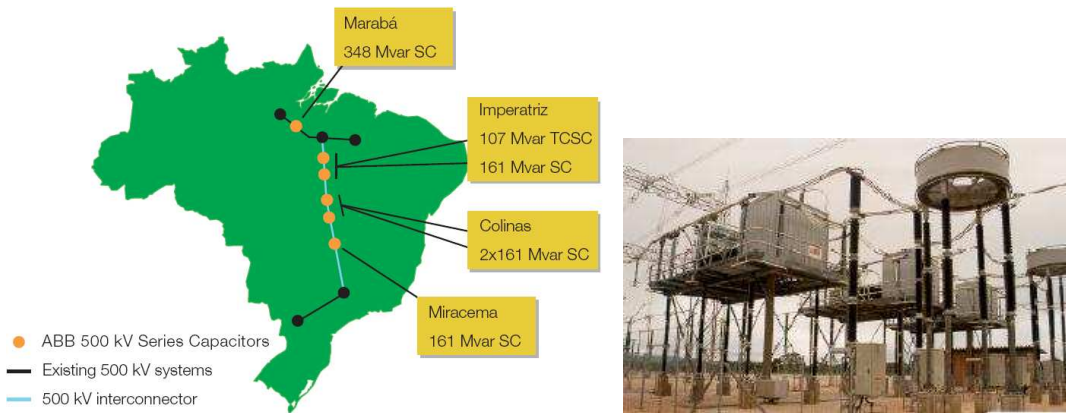 Marabá
348 Mvar SC
Imperatriz
107 Mvar TCSC
161 Mvar SC
Colinas
2x161 Mvar SC
Miracema
161 Mvar SC
ABB 500 kV Series Capacitors
Existing 500 kV systems
500 kV interconnector